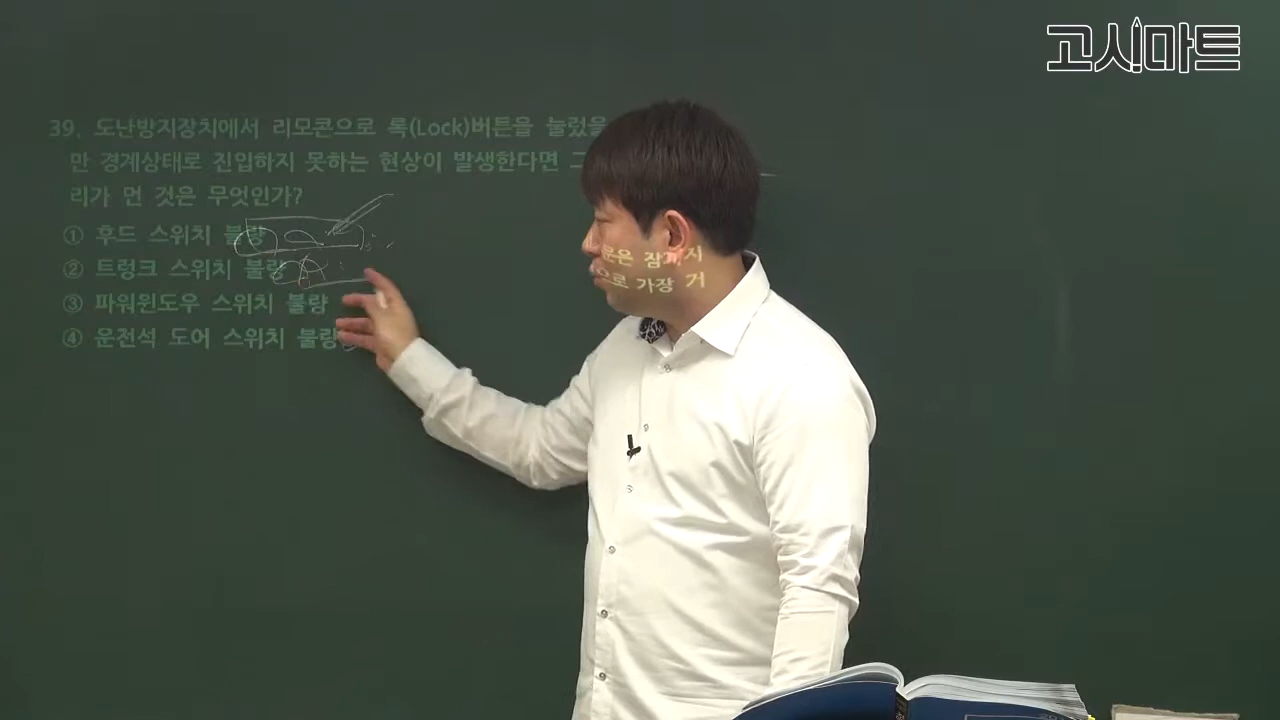 고시마트
39. 도난방지장치에서 리모콘으로 록(Lock)버튼을 눌렀을
문은 잠기지
만 경계상태로 진입하지 못하는 현상이 발생한다면 그
으로 가장 거
리가 먼 것은 무엇인가?
① 후드 스위치 불량
② 트렁크 스위치 불량
③ 파워윈도우 스위치 불량
④ 운전석 도어 스위치 불량